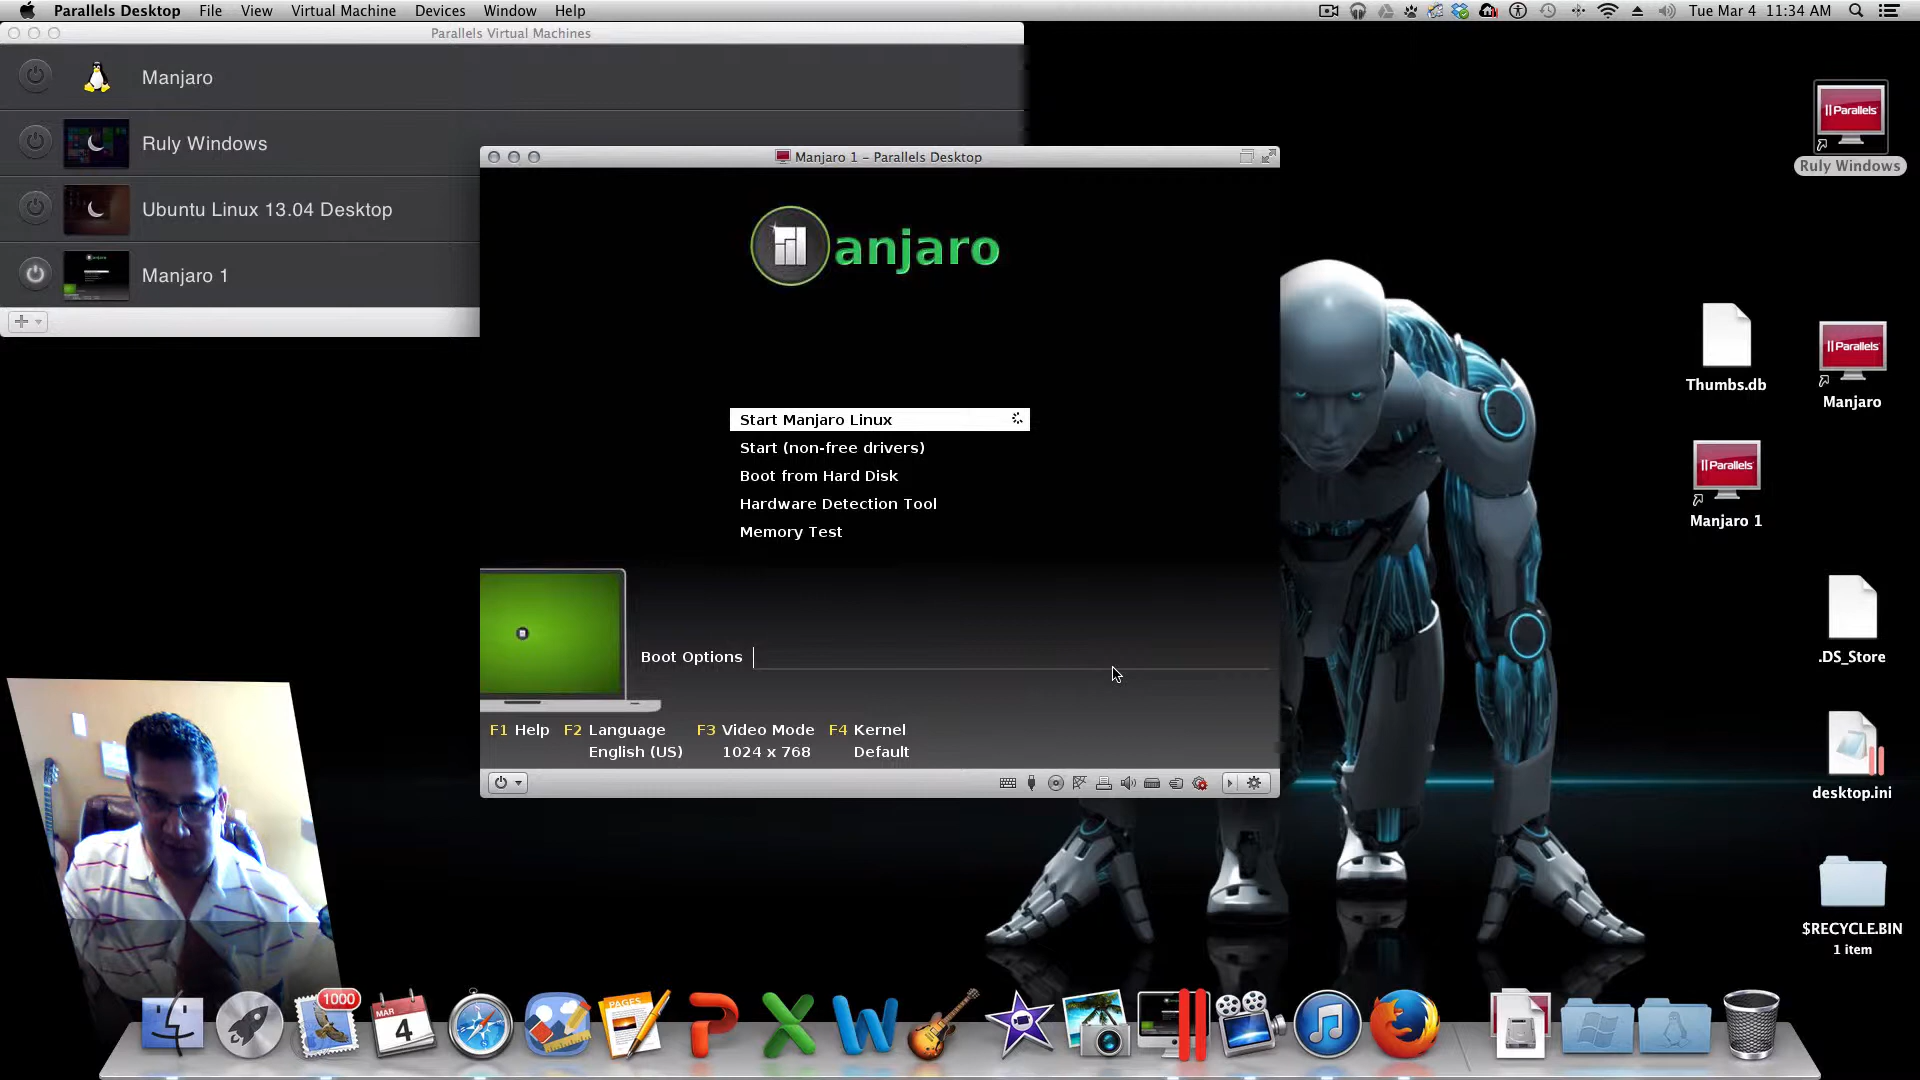 Parallels Desktop File View Virtual Machine Devices Window Help
Tue Mar 4 11:34 AM
Parallels Virtual Machines
Manjaro
Ruly Windows
Ubuntu Linux 13.04 Desktop
Manjaro 1
Manjaro 1 - Parallels Desktop
anjaro
Start Manjaro Linux
Start (non-free drivers)
Boot from Hard Disk
Hardware Detection Tool
Memory Test
Boot Options
F1 Help F2 Language F3 Video Mode F4 Kernel
English (US) 1024 x 768 Default
Parallels
Ruly Windows
Thumbs.db
Parallels
Manjaro
Parallels
Manjaro 1
.DS_Store
desktop.ini
$RECYCLE.BIN
1 item
1000
MAR
4
PAGES